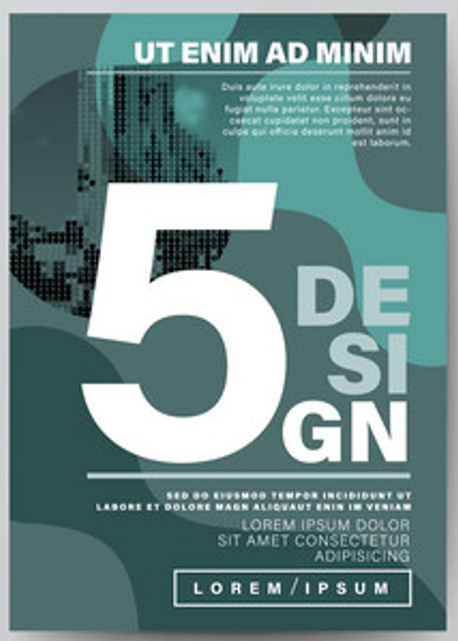 UT ENIM AD MINIM
Duis aute irure dolor in reprehenderit in
voluptate velit esse cillum dolore eu
fugiat nulla pariatur. Excepteur sint oc-
caecat cupidatat non proident, sunt in
culpa qui officia deserunt mollit anim id
est laborum.
5
DE
SI
GN
SED DO EIUSMOD TEMPOR INCIDIDUNT UT
LABORE ET DOLORE MAGN ALIQUAUT ENIN IM VENIAM
LOREM IPSUM DOLOR
SIT AMET CONSECTETUR
ADIPISICING
LOREM/IPSUM